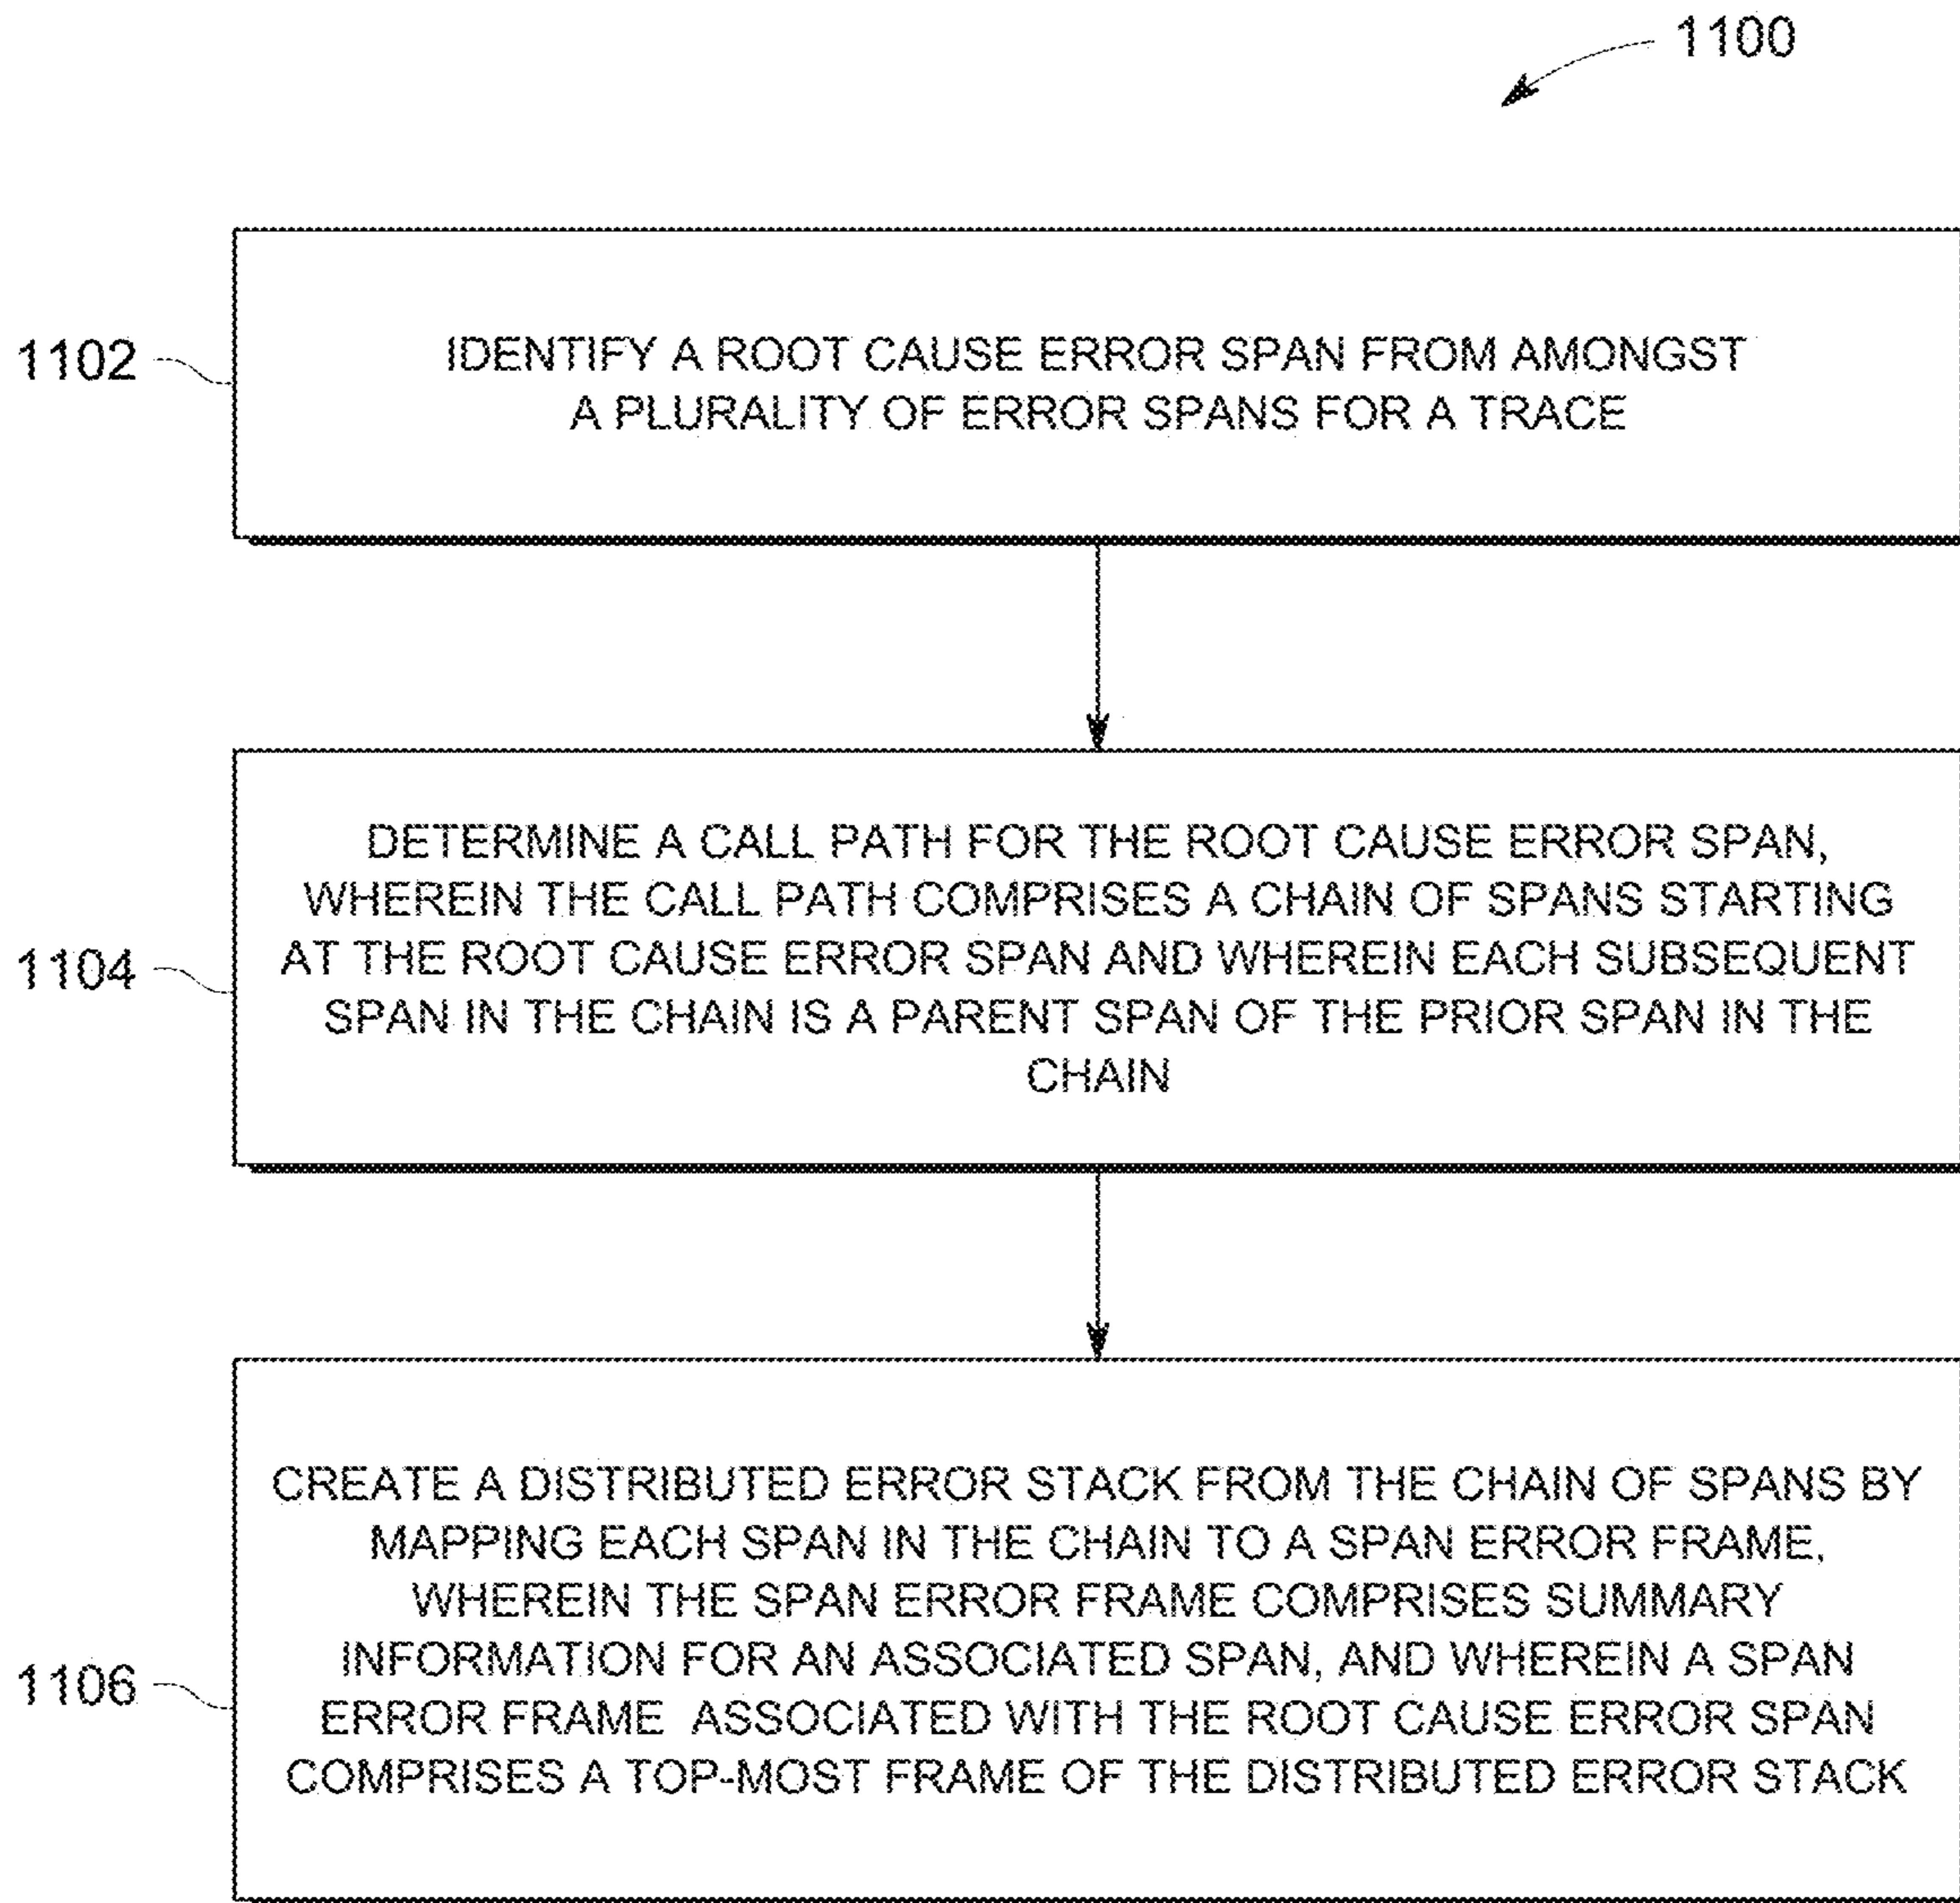 1100
1102
IDENTIFY A ROOT CAUSE ERROR SPAN FROM AMONGST
A PLURALITY OF ERROR SPANS FOR A TRACE
1104
DETERMINE A CALL PATH FOR THE ROOT CAUSE ERROR SPAN,
WHEREIN THE CALL PATH COMPRISES A CHAIN OF SPANS STARTING
AT THE ROOT CAUSE ERROR SPAN AND WHEREIN EACH SUBSEQUENT
SPAN IN THE CHAIN IS A PARENT SPAN OF THE PRIOR SPAN IN THE
CHAIN
1106
CREATE A DISTRIBUTED ERROR STACK FROM THE CHAIN OF SPANS BY
MAPPING EACH SPAN IN THE CHAIN TO A SPAN ERROR FRAME,
WHEREIN THE SPAN ERROR FRAME COMPRISES SUMMARY
INFORMATION FOR AN ASSOCIATED SPAN, AND WHEREIN A SPAN
ERROR FRAME ASSOCIATED WITH THE ROOT CAUSE ERROR SPAN
COMPRISES A TOP-MOST FRAME OF THE DISTRIBUTED ERROR STACK